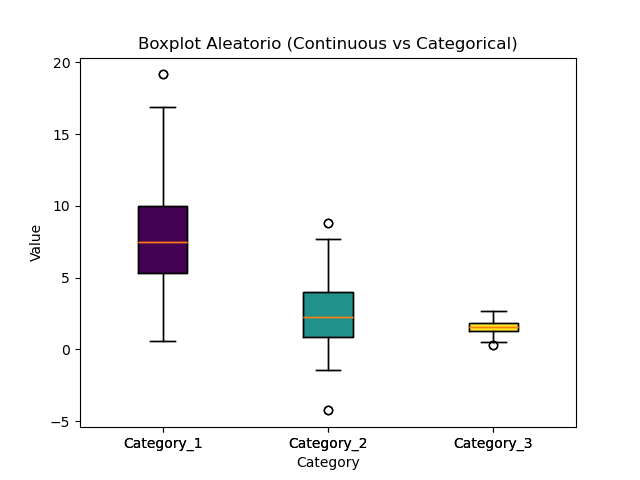 Boxplot Aleatorio (Continuous vs Categorical)
20
15
10
5
0
−5
Value
Category_1 Category_2 Category_3
Category